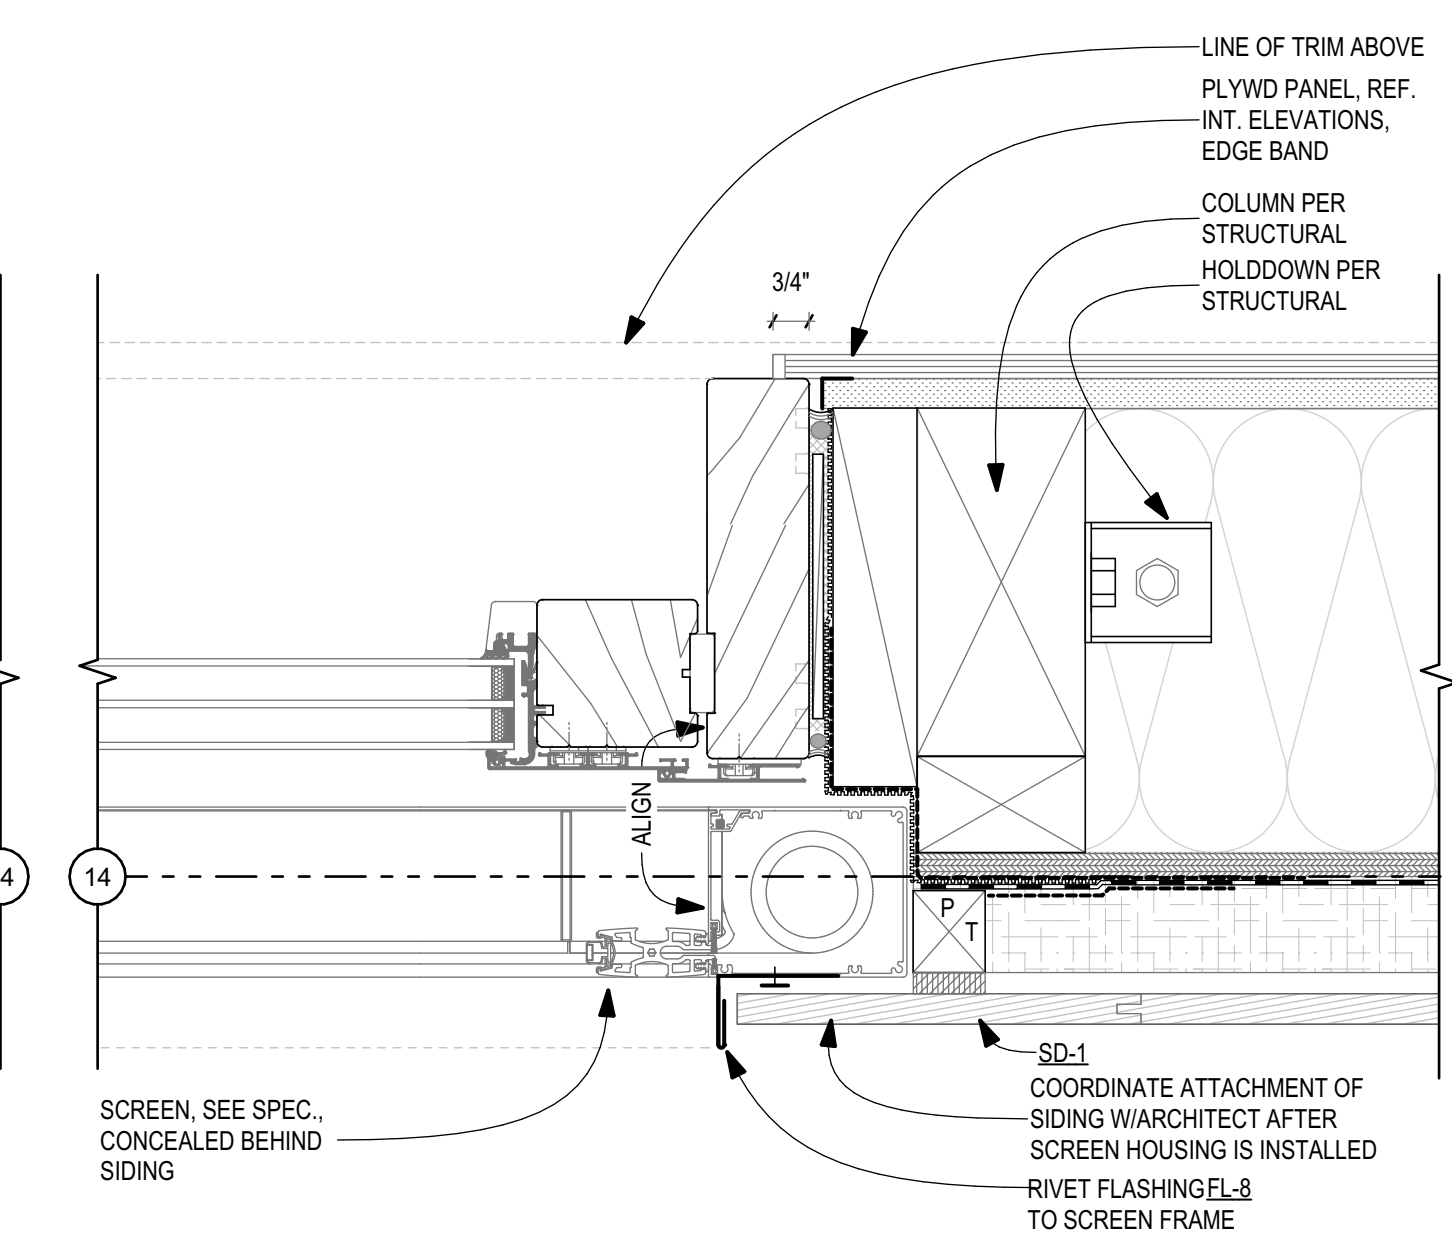 LINE OF TRIM ABOVE
PLYWD PANEL, REF.
INT. ELEVATIONS,
EDGE BAND
COLUMN PER
STRUCTURAL
HOLDDOWN PER
STRUCTURAL
3/4"
ALIGN
4
14
P
T
SD-1
COORDINATE ATTACHMENT OF
SIDING W/ARCHITECT AFTER
SCREEN HOUSING IS INSTALLED
RIVET FLASHING FL-8
TO SCREEN FRAME
SCREEN, SEE SPEC.,
CONCEALED BEHIND
SIDING